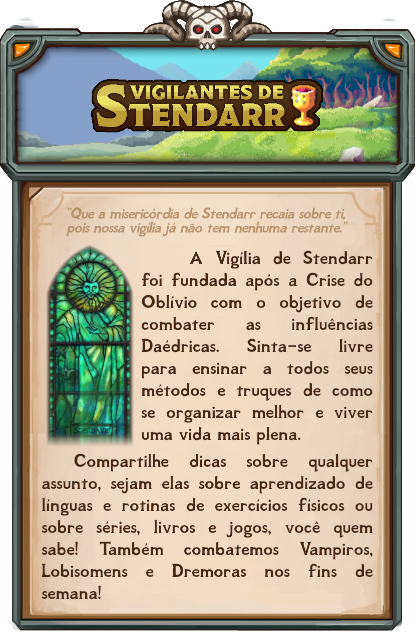 VIGILANTES DE
STENDARR
"Que a misericórdia de Stendarr recaia sobre ti,
pois nossa vigília já não tem nenhuma restante."
A Vigília de Stendarr
foi fundada após a Crise do
Oblívio com o objetivo de
combater as influências
Daédricas. Sinta-se livre
para ensinar a todos seus
métodos e truques de como
se organizar melhor e viver
uma vida mais plena.
Compartilhe dicas sobre qualquer
assunto, sejam elas sobre aprendizado de
línguas e rotinas de exercícios físicos ou
sobre séries, livros e jogos, você quem
sabe! Também combatemos Vampiros,
Lobisomens e Dremoras nos fins de
semana!